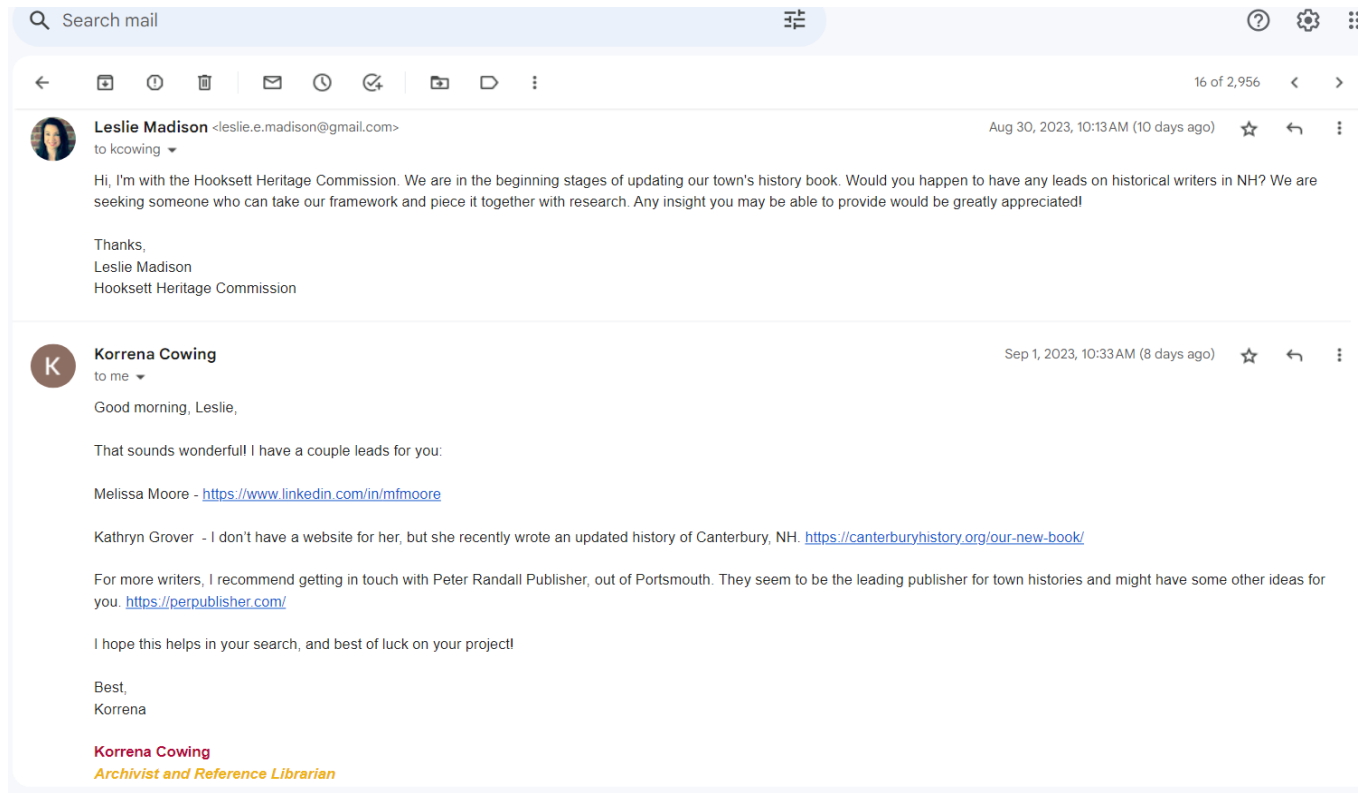 Search mail
16 of 2,956
Leslie Madison <leslie.e.madison@gmail.com>
Aug 30, 2023, 10:13 AM (10 days ago)
to kcowing
Hi, I'm with the Hooksett Heritage Commission. We are in the beginning stages of updating our town's history book. Would you happen to have any leads on historical writers in NH? We are
seeking someone who can take our framework and piece it together with research. Any insight you may be able to provide would be greatly appreciated!
Thanks,
Leslie Madison
Hooksett Heritage Commission
K
Korrena Cowing
Sep 1, 2023, 10:33 AM (8 days ago)
to me
Good morning, Leslie,
That sounds wonderful! I have a couple leads for you:
Melissa Moore - https://www.linkedin.com/in/mfmoore
Kathryn Grover  - I don't have a website for her, but she recently wrote an updated history of Canterbury, NH. https://canterburyhistory.org/our-new-book/
For more writers, I recommend getting in touch with Peter Randall Publisher, out of Portsmouth. They seem to be the leading publisher for town histories and might have some other ideas for
you. https://perpublisher.com/
I hope this helps in your search, and best of luck on your project!
Best,
Korrena
Korrena Cowing
Archivist and Reference Librarian